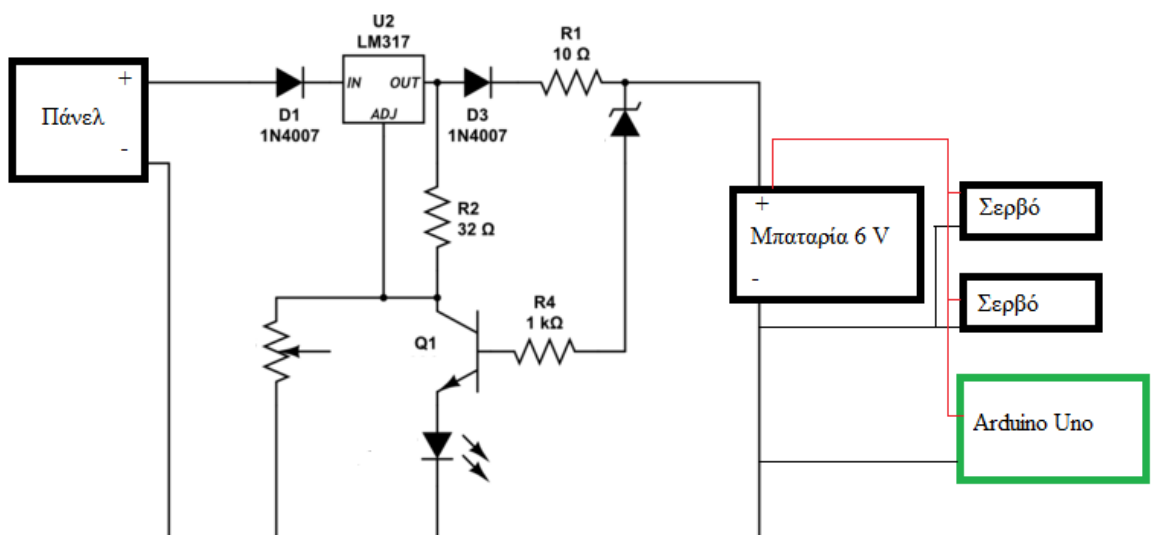 U2
LM317
R1
10 Ω
+
Πάνελ
-
IN OUT
ADJ
D1
1N4007
D3
1N4007
R2
32 Ω
+
Μπαταρία 6 V
-
Σερβό
Σερβό
R4
1 kΩ
Q1
Arduino Uno